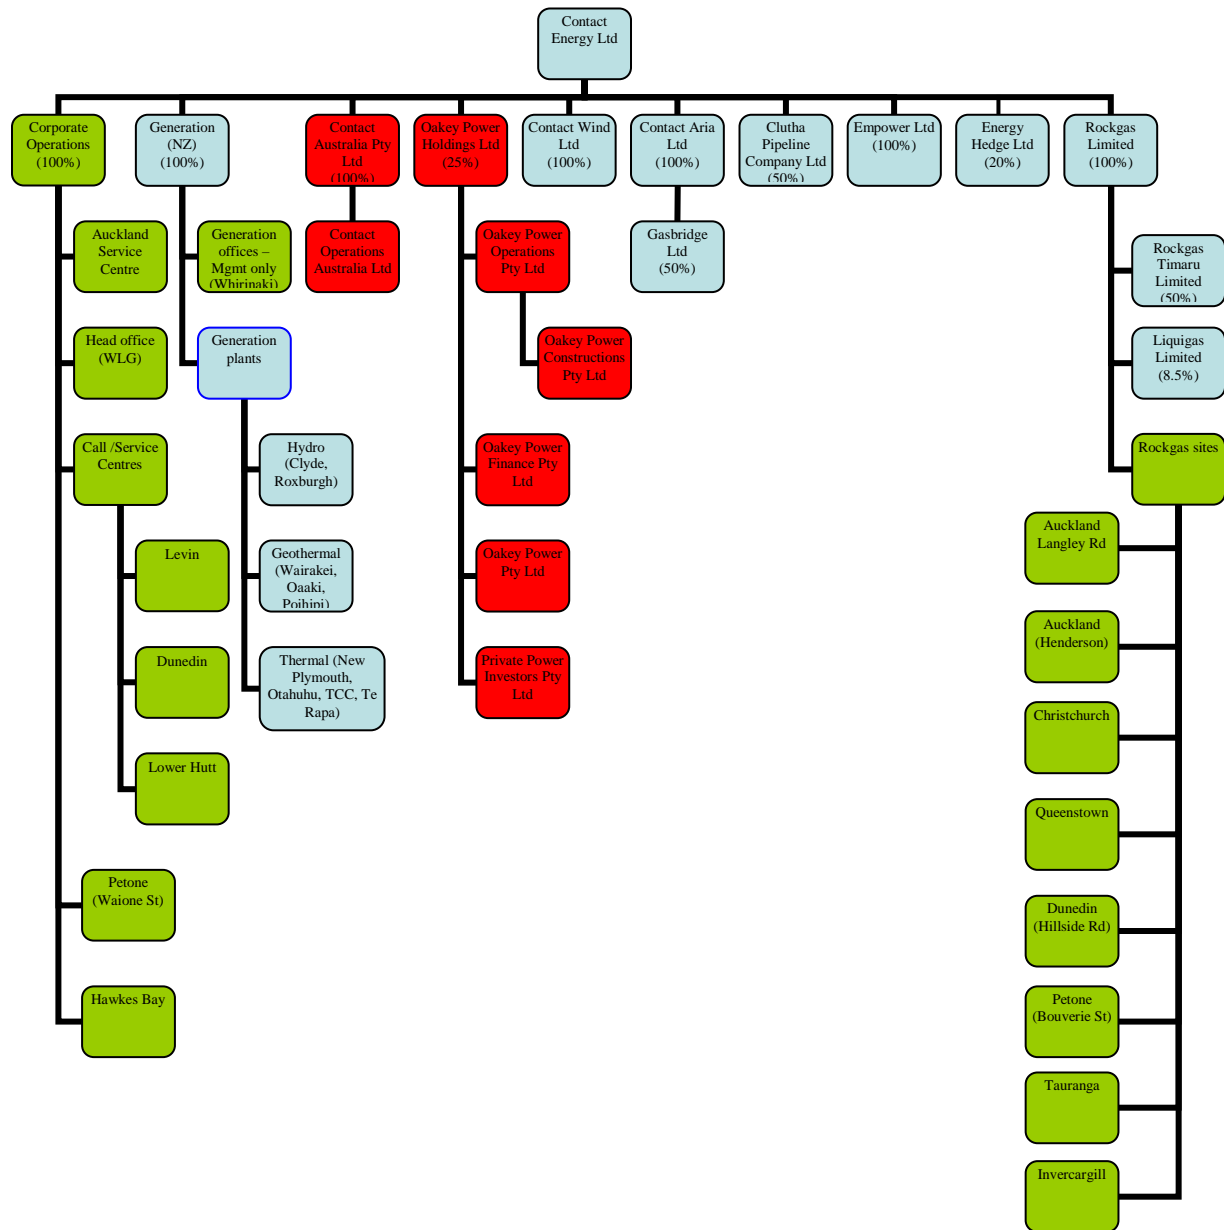 Contact
Energy Ltd
Corporate
Operations
(100%)
Generation
(NZ)
(100%)
Contact
Australia Pty
Ltd
(100%)
Oakey Power
Holdings Ltd
(25%)
Contact Wind
Ltd
(100%)
Contact Aria
Ltd
(100%)
Clutha
Pipeline
Company Ltd
(50%)
Empower Ltd
(100%)
Energy
Hedge Ltd
(20%)
Rockgas
Limited
(100%)
Auckland
Service
Centre
Generation
offices –
Mgmt only
(Whirinaki)
Contact
Operations
Australia Ltd
Oakey Power
Operations
Pty Ltd
Gasbridge
Ltd
(50%)
Rockgas
Timaru
Limited
(50%)
Head office
(WLG)
Generation
plants
Oakey Power
Constructions
Pty Ltd
Liquigas
Limited
(8.5%)
Call /Service
Centres
Hydro
(Clyde,
Roxburgh)
Oakey Power
Finance Pty
Ltd
Rockgas sites
Levin
Geothermal
(Wairakei,
Oaaki,
Poihipi)
Oakey Power
Pty Ltd
Auckland
Langley Rd
Dunedin
Thermal (New
Plymouth,
Otahuhu, TCC, Te
Rapa)
Private Power
Investors Pty
Ltd
Auckland
(Henderson)
Christchurch
Lower Hutt
Queenstown
Petone
(Waione St)
Dunedin
(Hillside Rd)
Hawkes Bay
Petone
(Bouverie St)
Tauranga
Invercargill